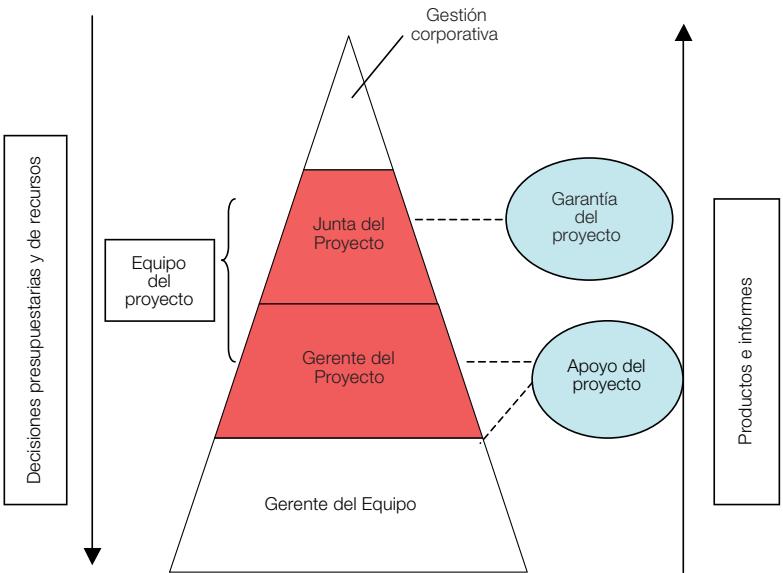 Gestión
corporativa
Decisiones presupuestarias y de recursos
Equipo
del
proyecto
Junta del
Proyecto
Garantía
del
proyecto
Gerente del
Proyecto
Apoyo del
proyecto
Gerente del Equipo
Productos e informes